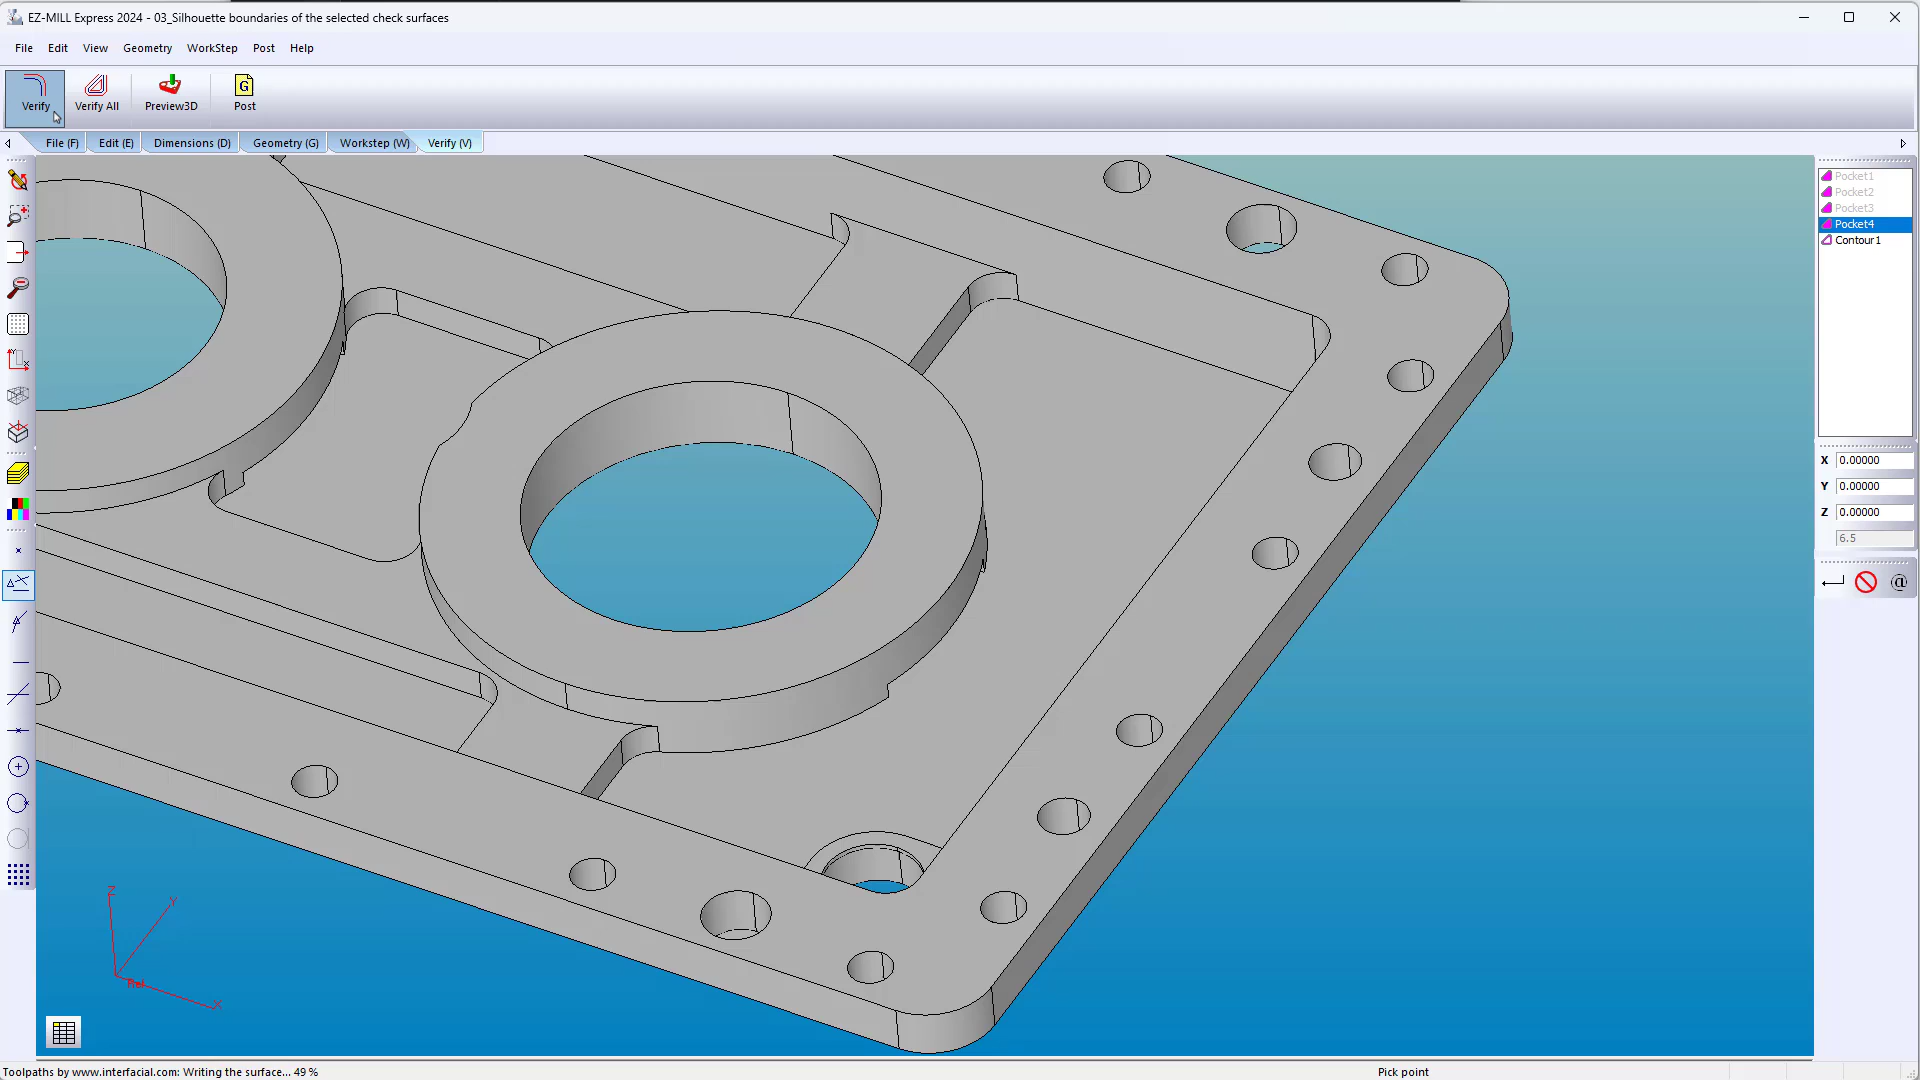 EZ-MILL Express 2024 - 03_Silhouette boundaries of the selected check surfaces
File Edit View Geometry WorkStep Post Help
Verify Verify All Preview3D Post
G
File (F) Edit (E) Dimensions (D) Geometry (G) Workstep (W) Verify (V)
Pocket1
Pocket2
Pocket3
Pocket4
Contour1
X 0.00000
Y 0.00000
Z 0.00000
6.5
@
Z
Y
Rel
X
Toolpaths by www.interfacial.com: Writing the surface... 49 %
Pick point